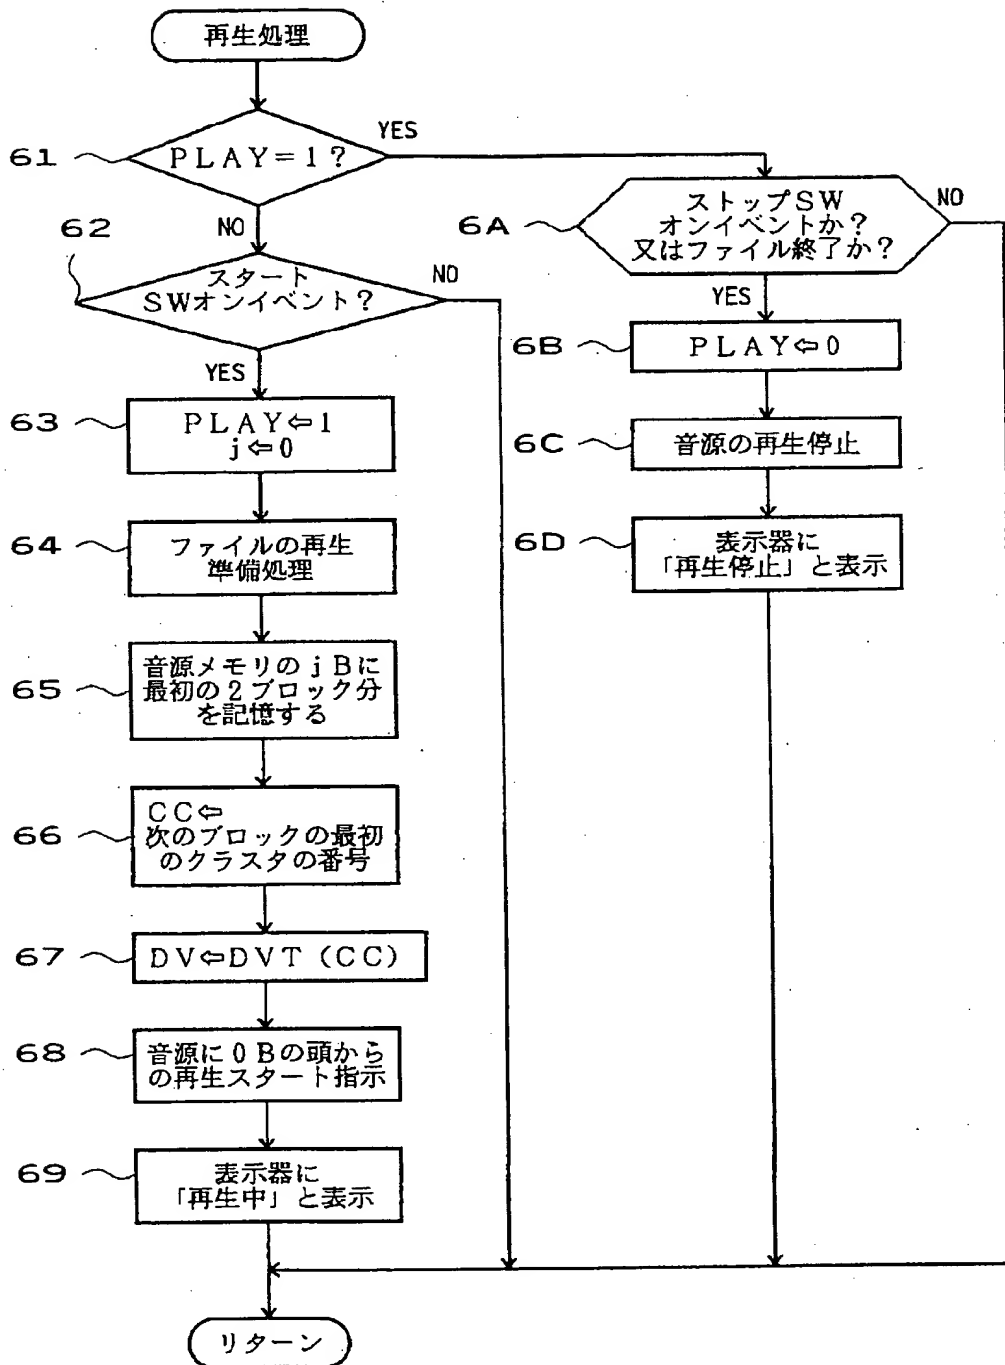 再生処理
61
PLAY=1?
YES
NO
62
スタート
SWオンイベント?
NO
YES
63
PLAY⇦1
j⇦0
64
ファイルの再生
準備処理
65
音源メモリのjBに
最初の2ブロック分
を記憶する
66
CC⇦
次のブロックの最初
のクラスタの番号
67
DV⇦DVT(CC)
68
音源に0Bの頭から
の再生スタート指示
69
表示器に
「再生中」と表示
6A
ストップSW
オンイベントか?
又はファイル終了か?
NO
YES
6B
PLAY⇦0
6C
音源の再生停止
6D
表示器に
「再生停止」と表示
リターン